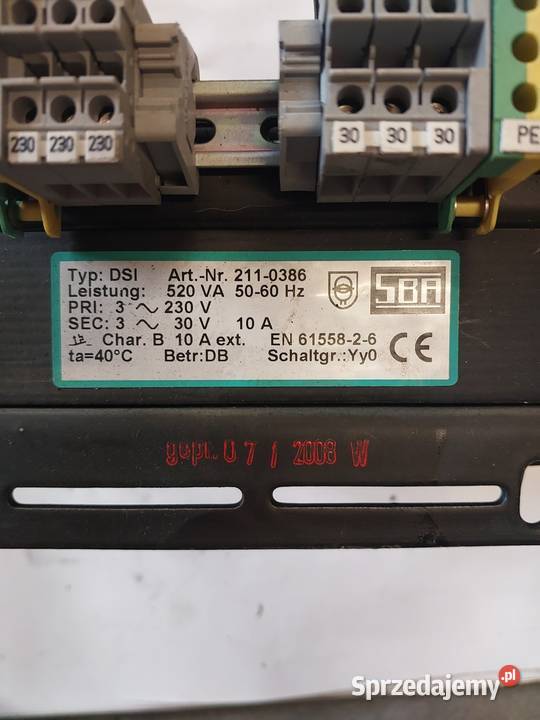 230 230 230
30 30 30
PE
Typ: DSI Art.-Nr. 211-0386
Leistung: 520 VA 50-60 Hz
PRI: 3 ~ 230 V
SEC: 3 ~ 30 V 10 A
Char. B 10 A ext. EN 61558-2-6
ta=40°C Betr:DB Schaltgr.:Yy0
SBA
CE
gepr. 07 / 2008 W
Sprzedajemy.pl